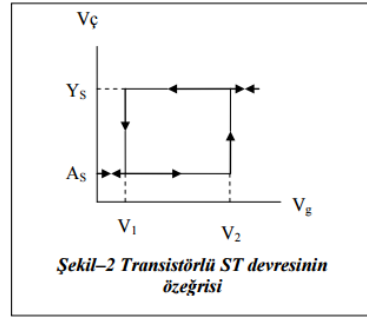 Vç
Ys
As
V1
V2
Vg
Şekil–2 Transistörlü ST devresinin
özeğrisi